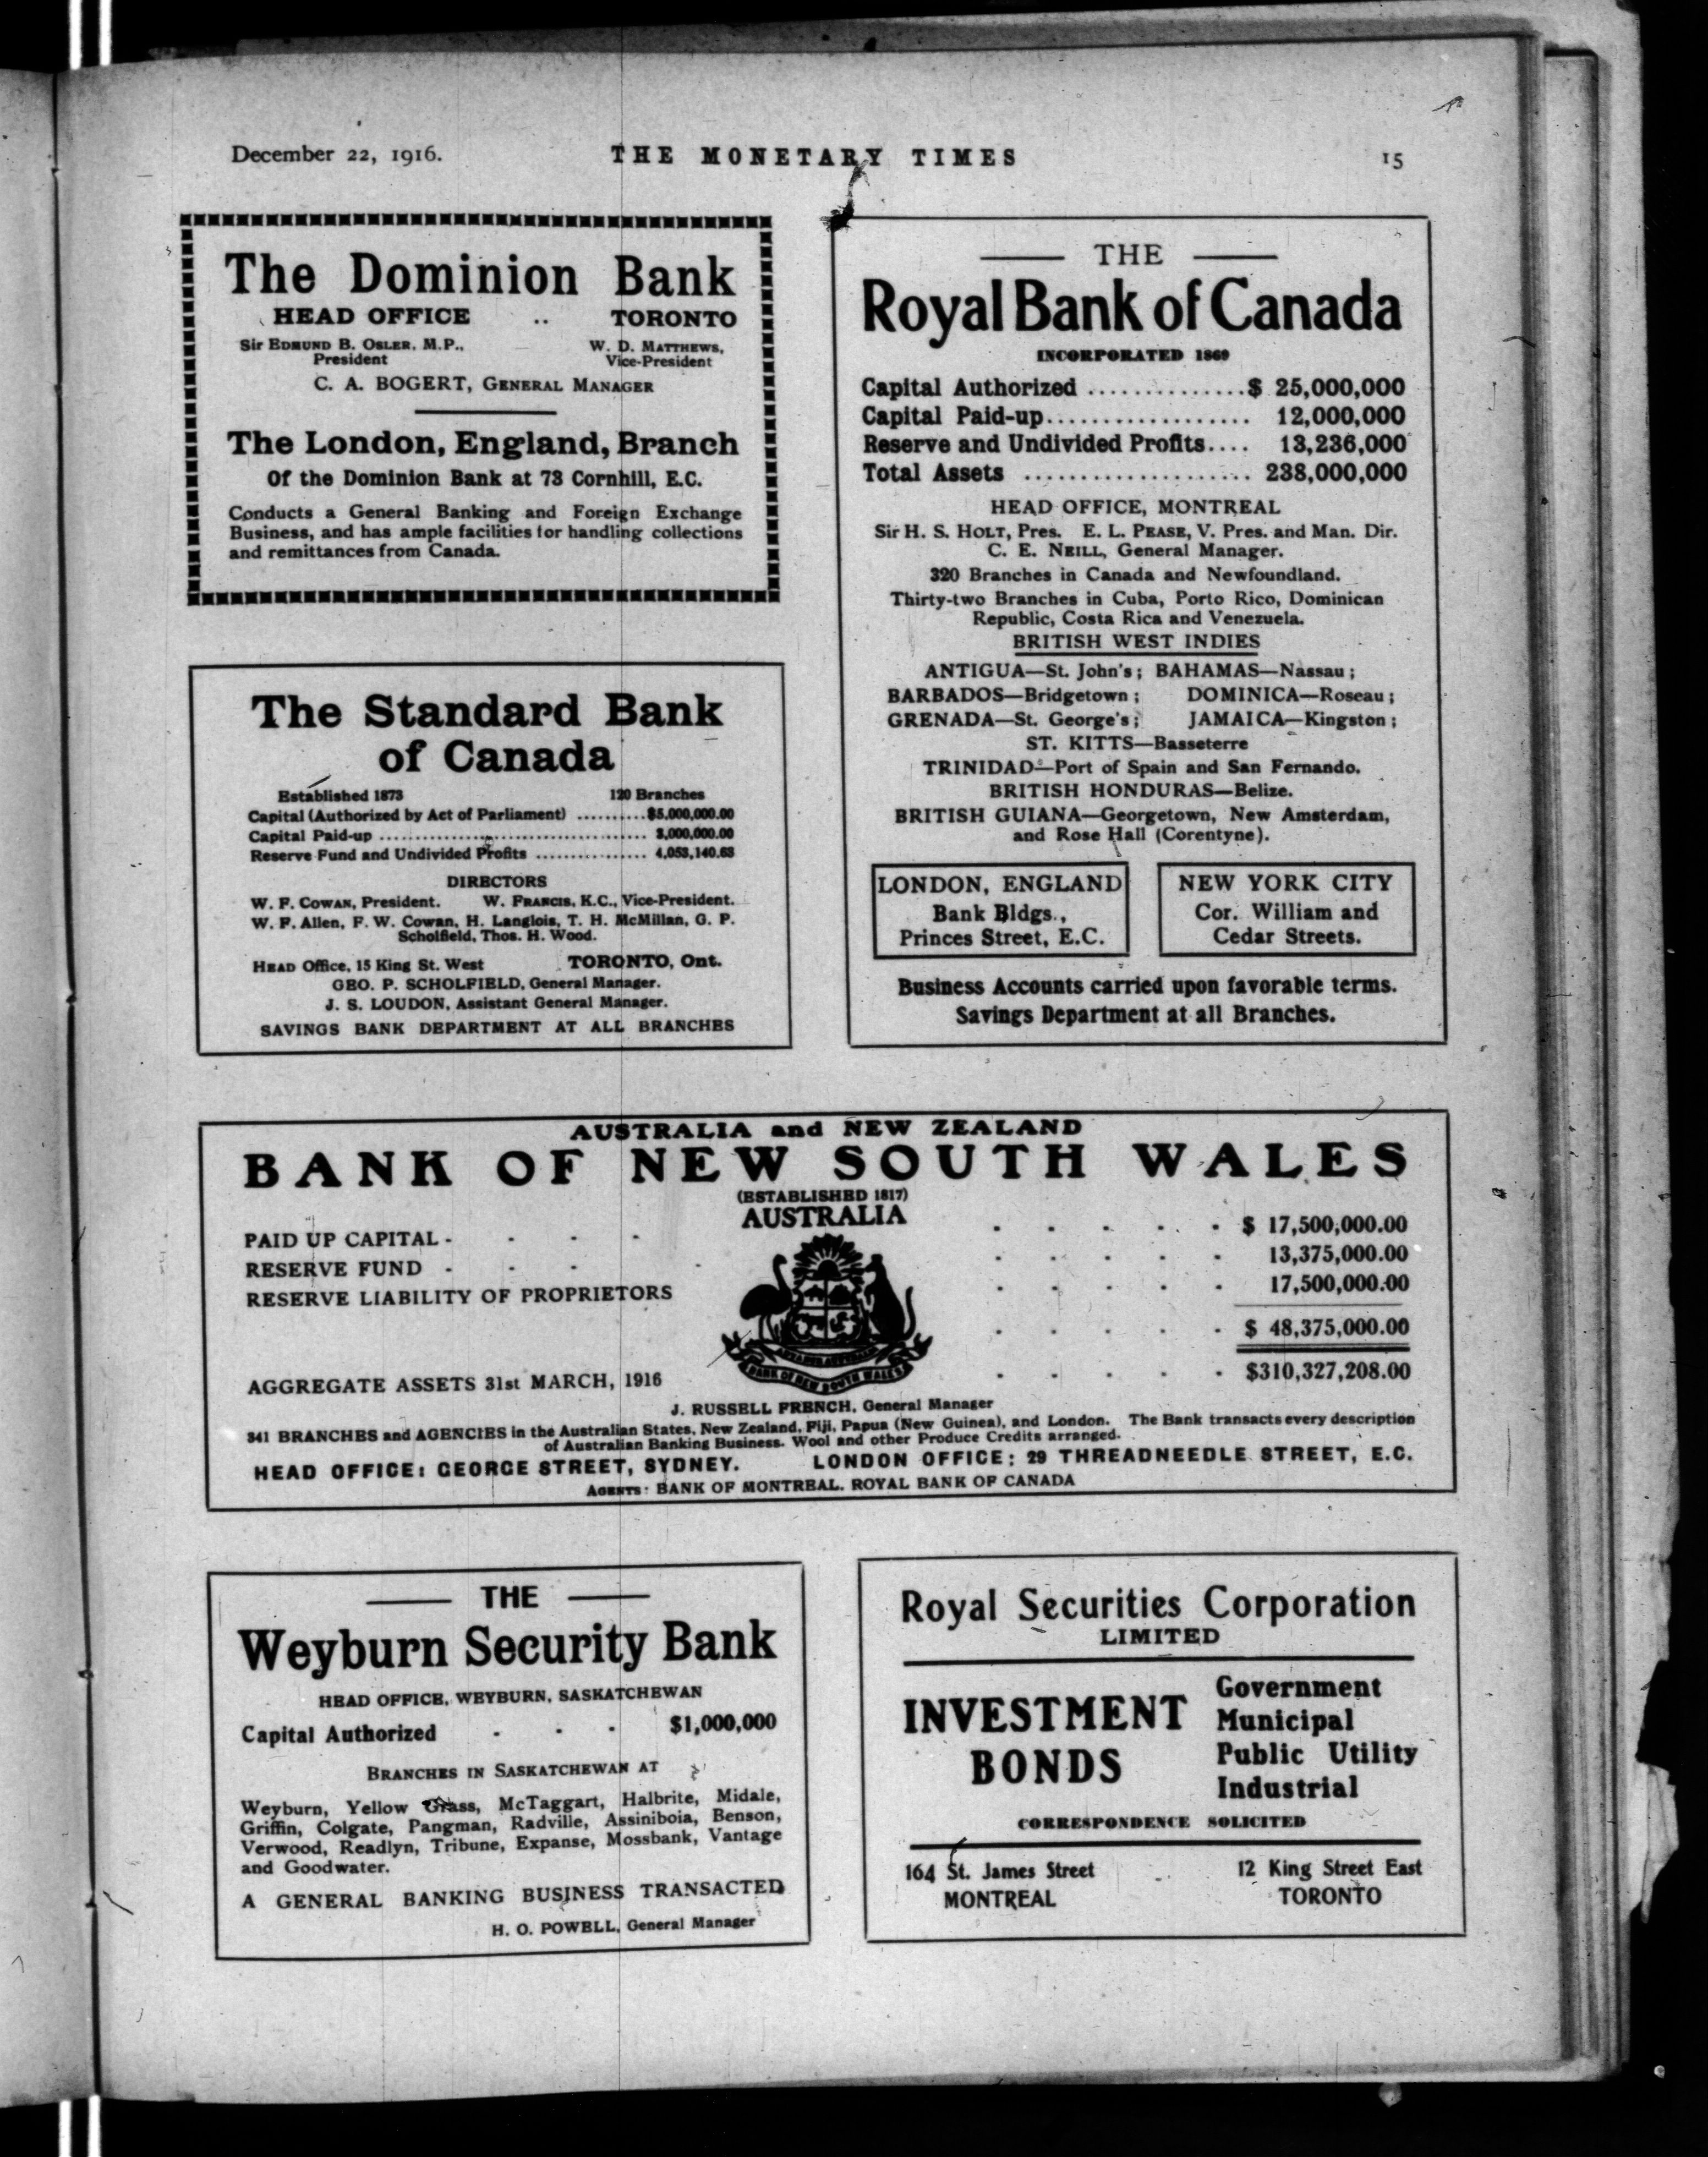 December 22, 1916.
THE MONETARY TIMES
15
The Dominion Bank
HEAD OFFICE .. TORONTO
Sir EDMUND B. OSLER, M.P., W. D. MATTHEWS,
President Vice-President
C. A. BOGERT, GENERAL MANAGER
The London, England, Branch
Of the Dominion Bank at 73 Cornhill, E.C.
Conducts a General Banking and Foreign Exchange
Business, and has ample facilities for handling collections
and remittances from Canada.
The Standard Bank
of Canada
Established 1873 120 Branches
Capital (Authorized by Act of Parliament) ..........$5,000,000.00
Capital Paid-up ........................................ 3,000,000.00
Reserve Fund and Undivided Profits ................ 4,053,140.63
DIRECTORS
W. F. COWAN, President. W. FRANCIS, K.C., Vice-President.
W. F. Allen, F. W. Cowan, H. Langlois, T. H. McMillan, G. P.
Scholfield, Thos. H. Wood.
HEAD Office, 15 King St. West TORONTO, Ont.
GEO. P. SCHOLFIELD, General Manager.
J. S. LOUDON, Assistant General Manager.
SAVINGS BANK DEPARTMENT AT ALL BRANCHES
THE
Royal Bank of Canada
INCORPORATED 1869
Capital Authorized ..............$ 25,000,000
Capital Paid-up.................. 12,000,000
Reserve and Undivided Profits.... 13,236,000
Total Assets .................... 238,000,000
HEAD OFFICE, MONTREAL
Sir H. S. HOLT, Pres. E. L. PEASE, V. Pres. and Man. Dir.
C. E. NEILL, General Manager.
320 Branches in Canada and Newfoundland.
Thirty-two Branches in Cuba, Porto Rico, Dominican
Republic, Costa Rica and Venezuela.
BRITISH WEST INDIES
ANTIGUA—St. John's; BAHAMAS—Nassau;
BARBADOS—Bridgetown; DOMINICA—Roseau;
GRENADA—St. George's; JAMAICA—Kingston;
ST. KITTS—Basseterre
TRINIDAD—Port of Spain and San Fernando.
BRITISH HONDURAS—Belize.
BRITISH GUIANA—Georgetown, New Amsterdam,
and Rose Hall (Corentyne).
LONDON, ENGLAND
Bank Bldgs.,
Princes Street, E.C.
NEW YORK CITY
Cor. William and
Cedar Streets.
Business Accounts carried upon favorable terms.
Savings Department at all Branches.
AUSTRALIA and NEW ZEALAND
BANK OF NEW SOUTH WALES
(ESTABLISHED 1817)
AUSTRALIA
PAID UP CAPITAL - - - - . . . . . $ 17,500,000.00
RESERVE FUND - - - - . . . . . 13,375,000.00
RESERVE LIABILITY OF PROPRIETORS . . . . . 17,500,000.00
. . . . . $ 48,375,000.00
AGGREGATE ASSETS 31st MARCH, 1916 . . . . . $310,327,208.00
BANK OF NEW SOUTH WALES
J. RUSSELL FRENCH, General Manager
341 BRANCHES and AGENCIES in the Australian States, New Zealand, Fiji, Papua (New Guinea), and London. The Bank transacts every description
of Australian Banking Business. Wool and other Produce Credits arranged.
HEAD OFFICE: GEORGE STREET, SYDNEY. LONDON OFFICE: 29 THREADNEEDLE STREET, E.C.
AGENTS: BANK OF MONTREAL. ROYAL BANK OF CANADA
THE
Weyburn Security Bank
HEAD OFFICE, WEYBURN, SASKATCHEWAN
Capital Authorized - - - $1,000,000
BRANCHES IN SASKATCHEWAN AT
Weyburn, Yellow Grass, McTaggart, Halbrite, Midale,
Griffin, Colgate, Pangman, Radville, Assiniboia, Benson,
Verwood, Readlyn, Tribune, Expanse, Mossbank, Vantage
and Goodwater.
A GENERAL BANKING BUSINESS TRANSACTED
H. O. POWELL, General Manager
Royal Securities Corporation
LIMITED
INVESTMENT
BONDS
Government
Municipal
Public Utility
Industrial
CORRESPONDENCE SOLICITED
164 St. James Street 12 King Street East
MONTREAL TORONTO